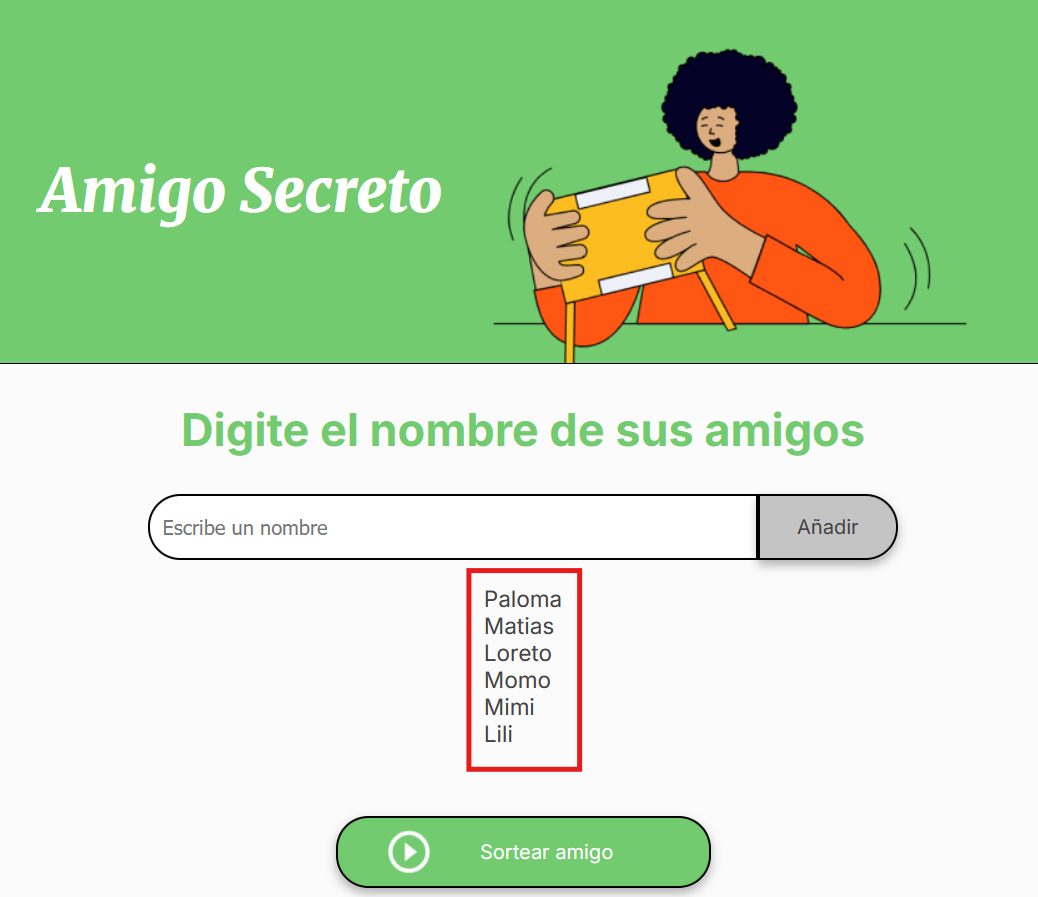 Amigo Secreto
Digite el nombre de sus amigos
Escribe un nombre
Añadir
Paloma
Matias
Loreto
Momo
Mimi
Lili
Sortear amigo